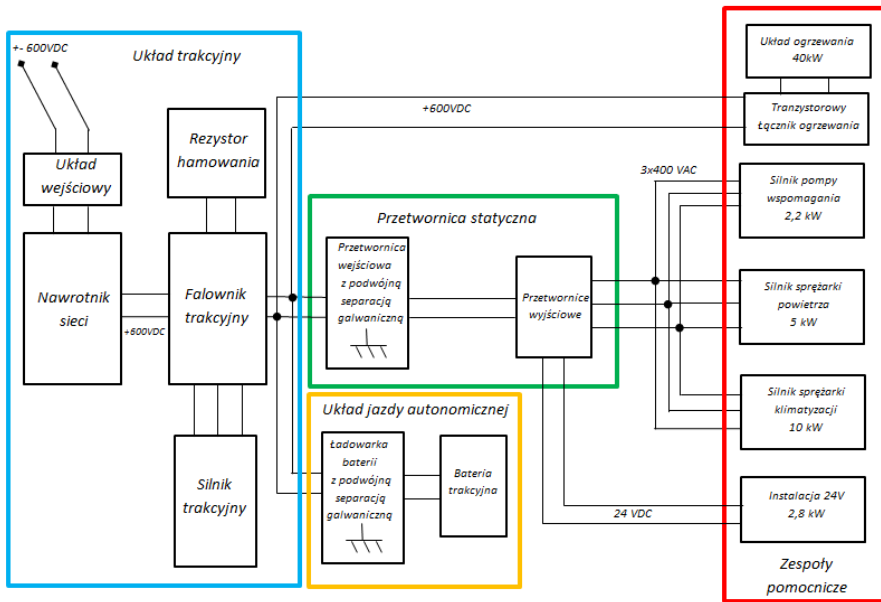 +- 600VDC
Układ trakcyjny
Układ
wejściowy
Rezystor
hamowania
Nawrotnik
sieci
+600VDC
Falownik
trakcyjny
Silnik
trakcyjny
+600VDC
Przetwornica statyczna
Przetwornica
wejściowa
z podwójną
separacją
galwaniczną
Przetwornice
wyjściowe
Układ jazdy autonomicznej
Ładowarka
baterii
z podwójną
separacją
galwaniczną
Bateria
trakcyjna
3x400 VAC
24 VDC
Układ ogrzewania
40kW
Tranzystorowy
Łącznik ogrzewania
Silnik pompy
wspomagania
2,2 kW
Silnik sprężarki
powietrza
5 kW
Silnik sprężarki
klimatyzacji
10 kW
Instalacja 24V
2,8 kW
Zespoły
pomocnicze